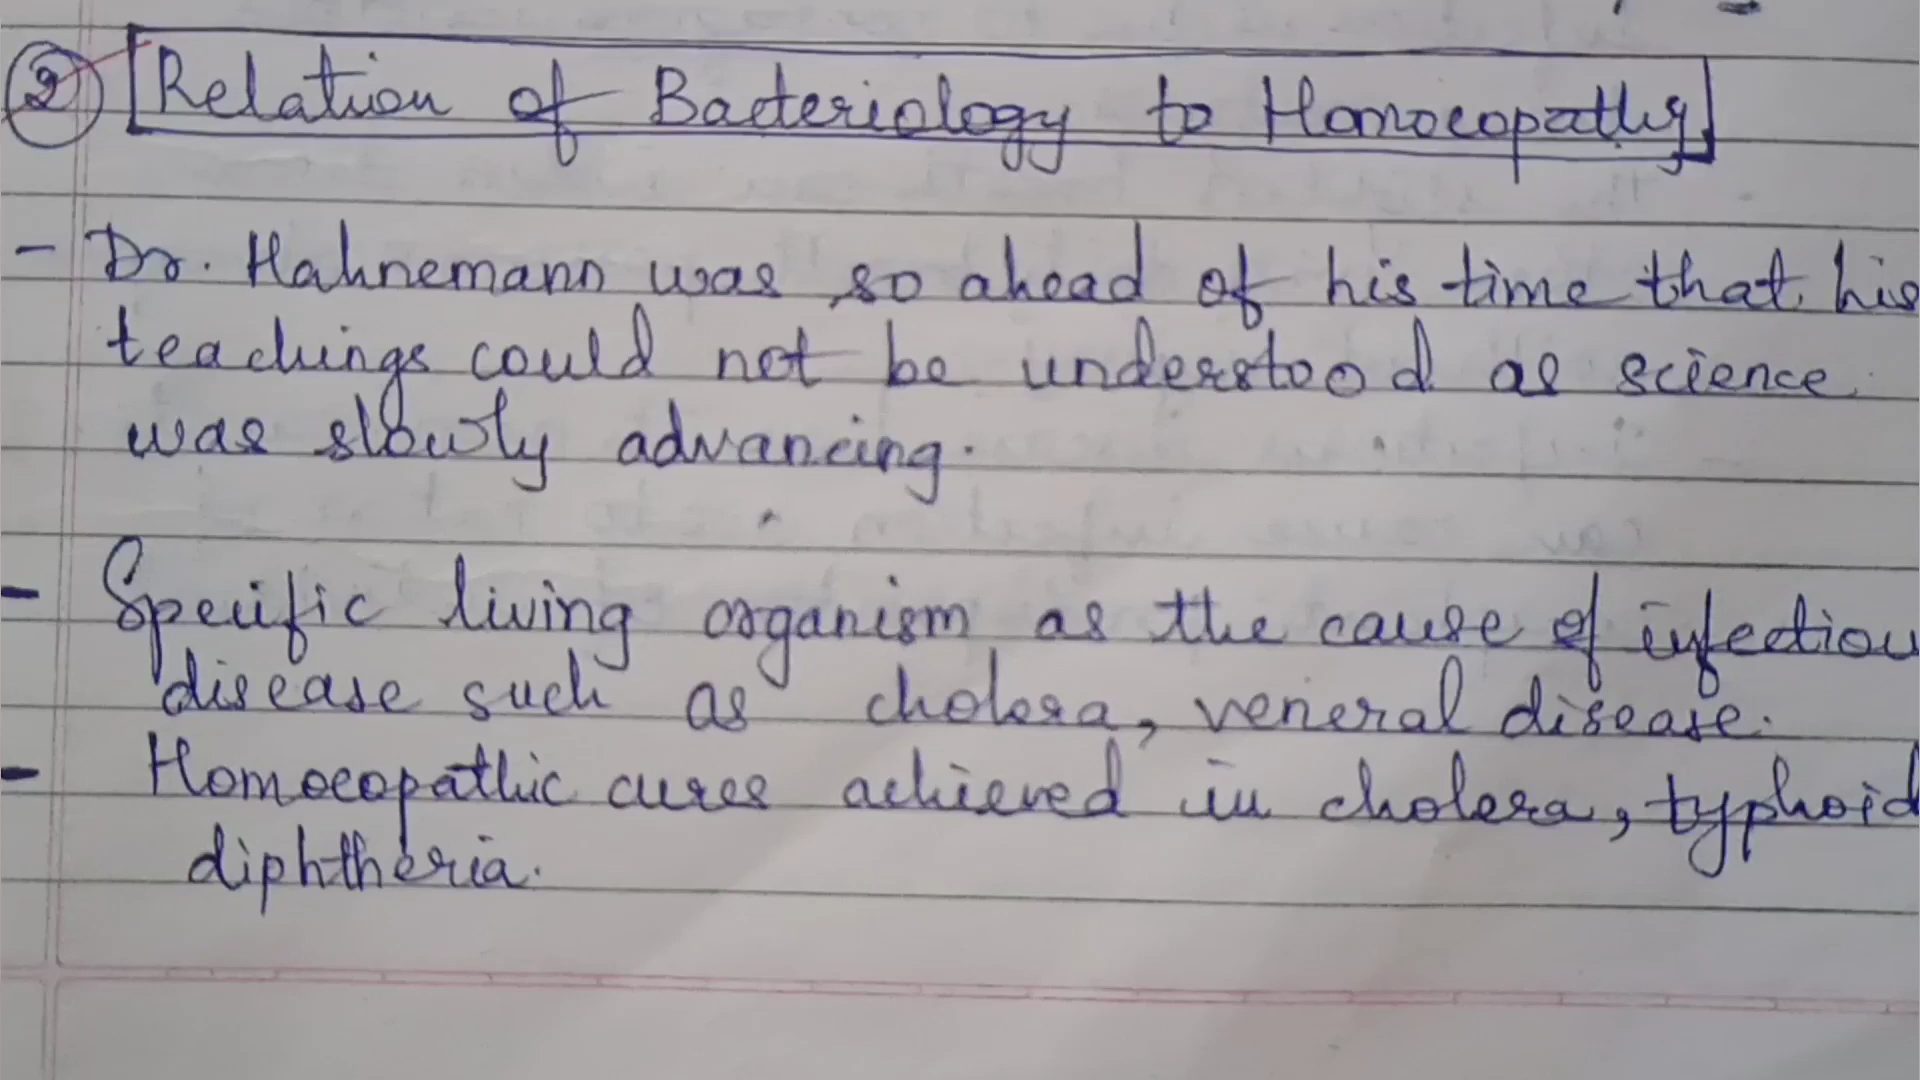 2 Relation of Bacteriology to Homoeopathy
- Dr. Hahnemann was so ahead of his time that his
teachings could not be understood as science
was slowly advancing.
- Specific living organism as the cause of infection
disease such as cholera, veneral disease.
- Homoeopathic cures achieved in cholera, typhoid
diphtheria.